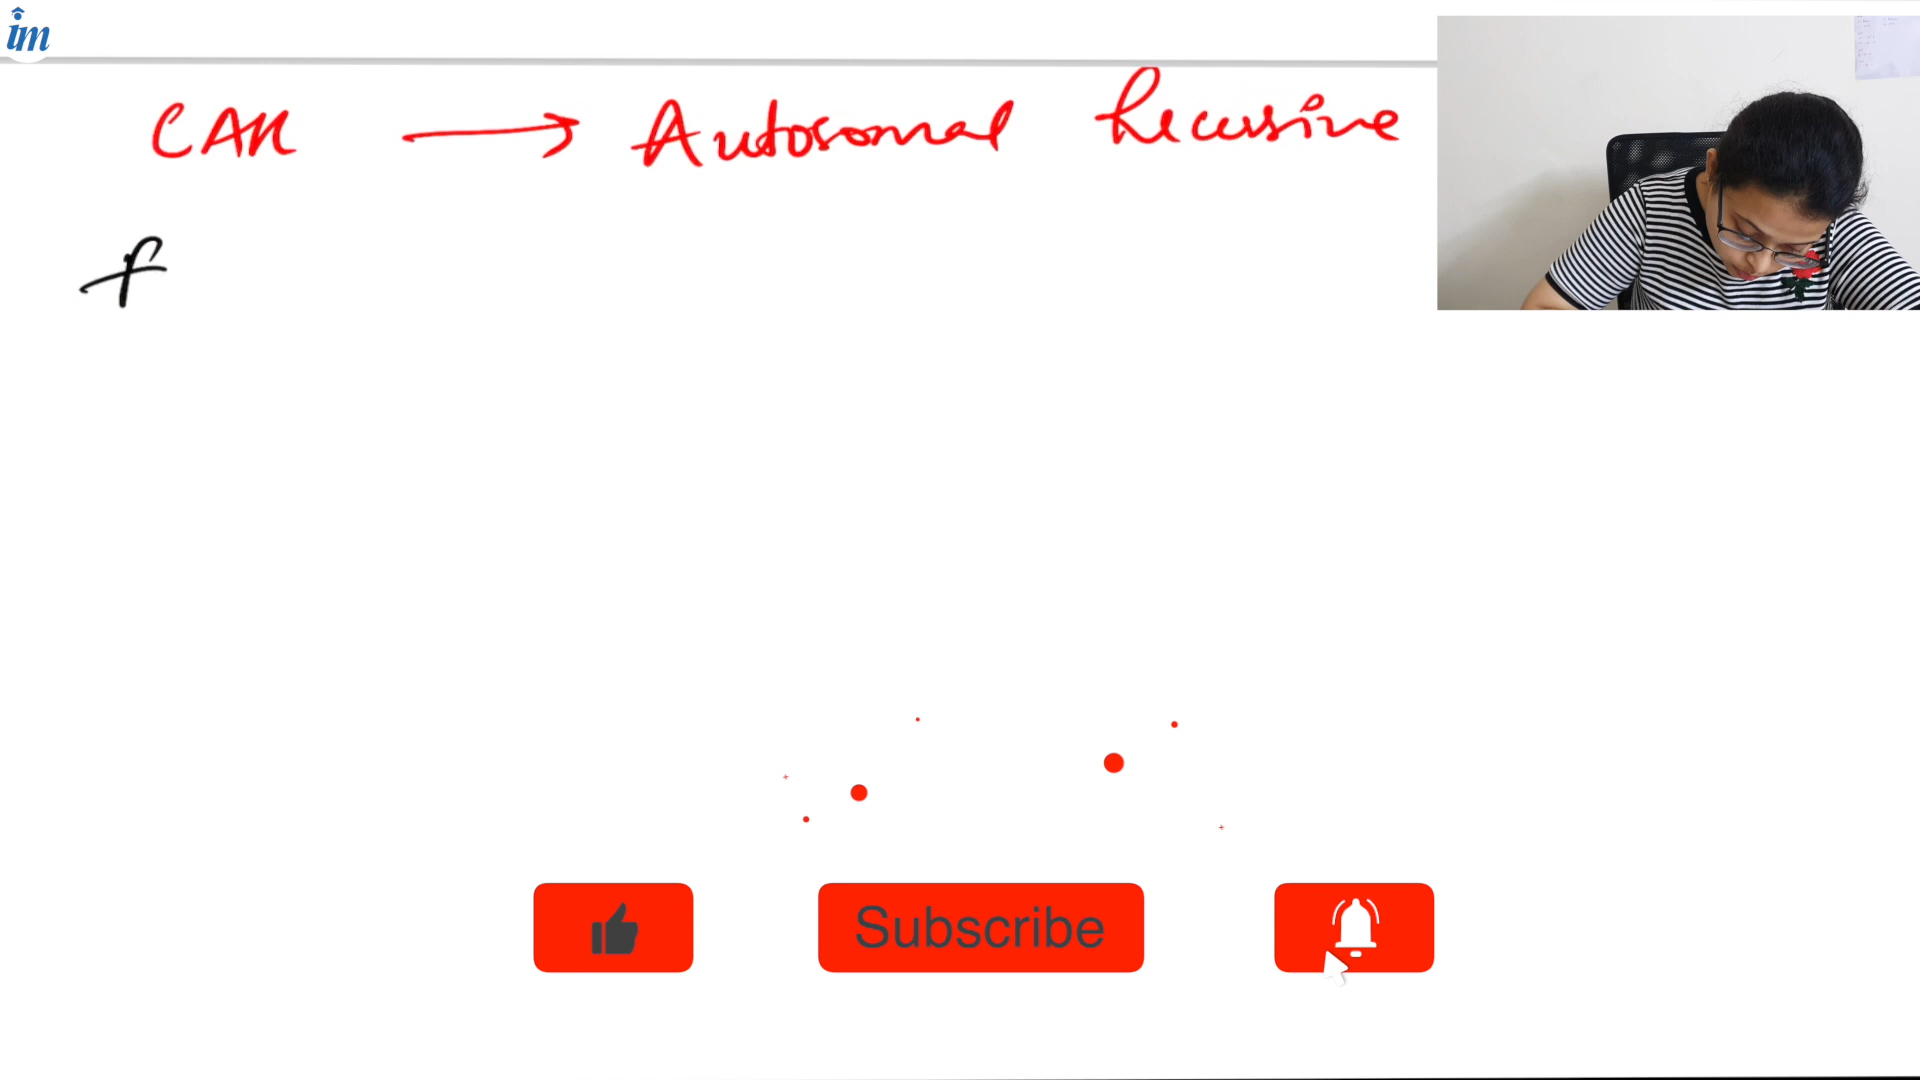 im
CAH → Autosomal Recessive
f
Subscribe